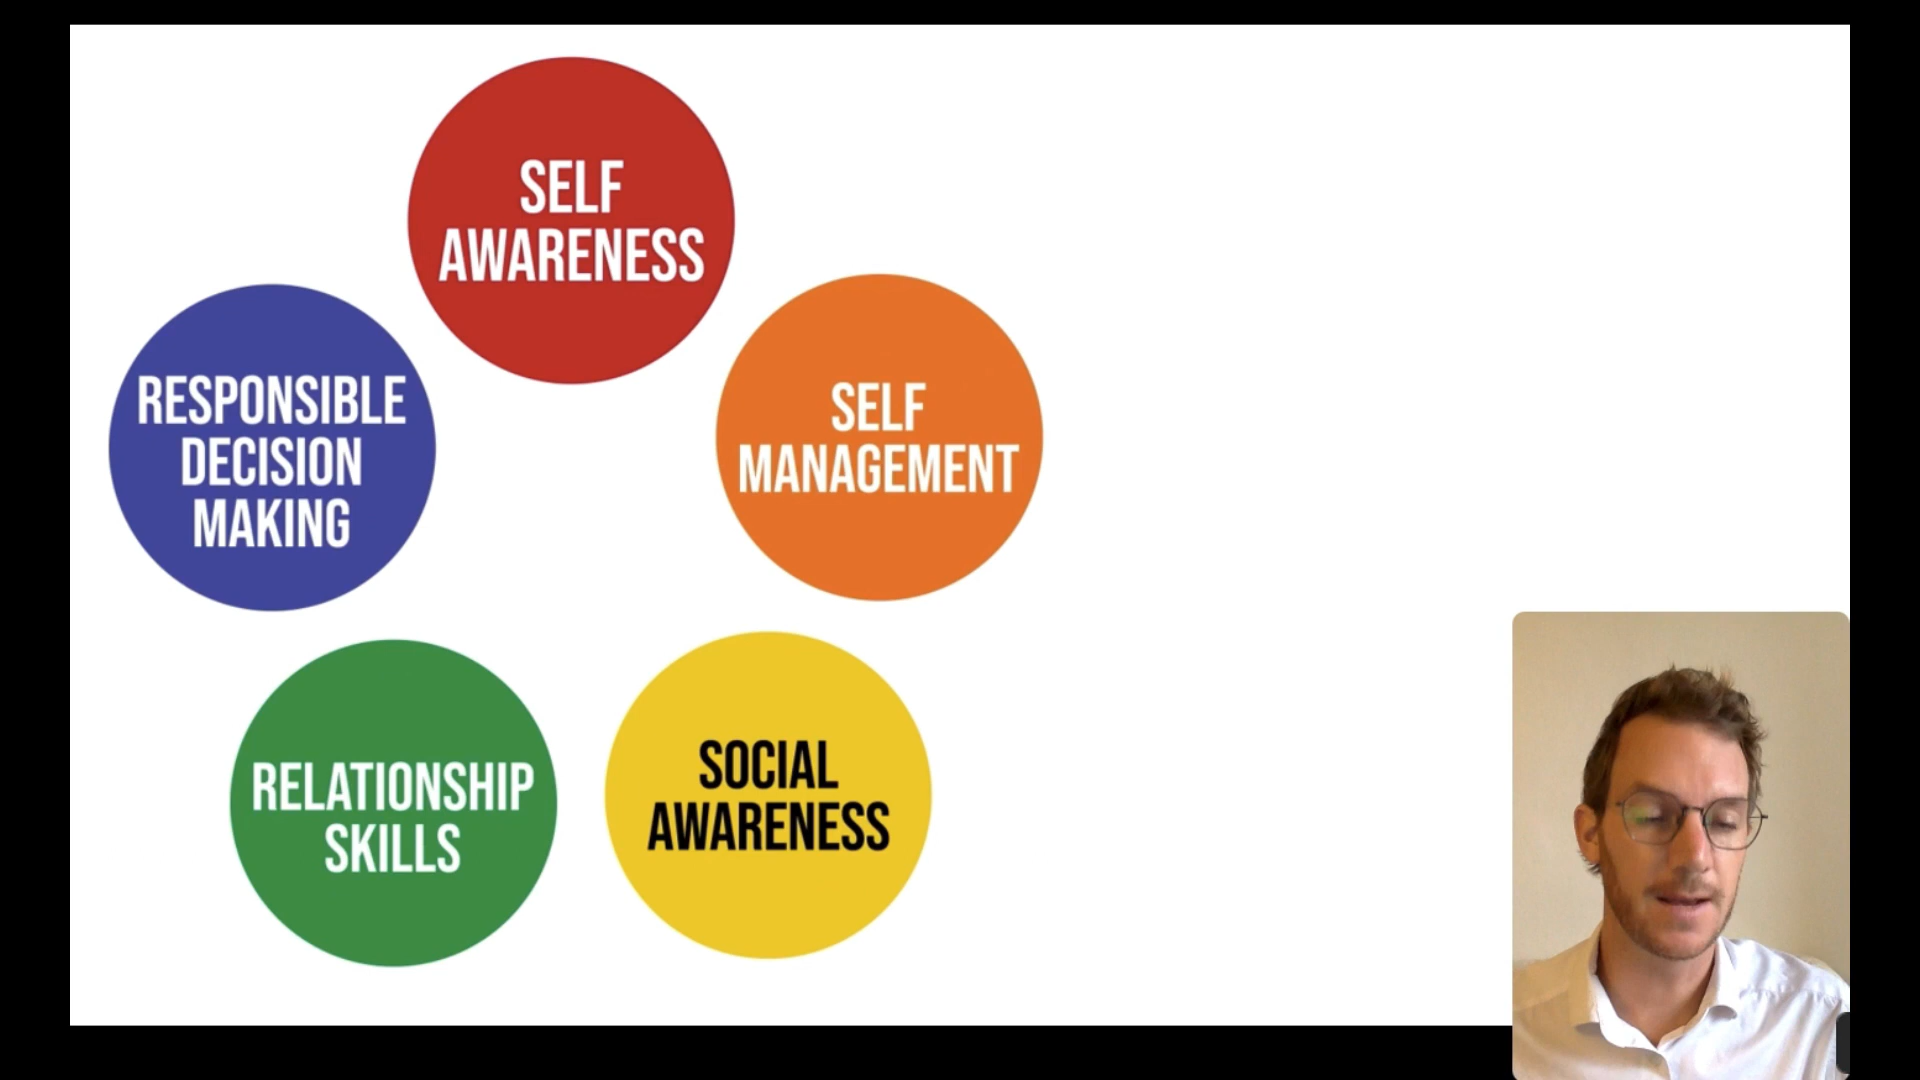 SELF
AWARENESS
SELF
MANAGEMENT
SOCIAL
AWARENESS
RELATIONSHIP
SKILLS
RESPONSIBLE
DECISION
MAKING